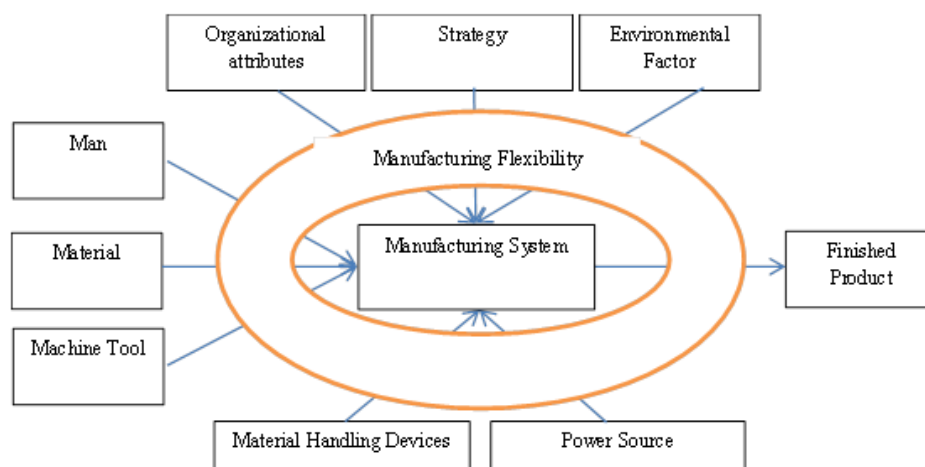 Organizational
attributes
Strategy
Environmental
Factor
Man
Manufacturing Flexibility
Material
Manufacturing System
Finished
Product
Machine Tool
Material Handling Devices
Power Source